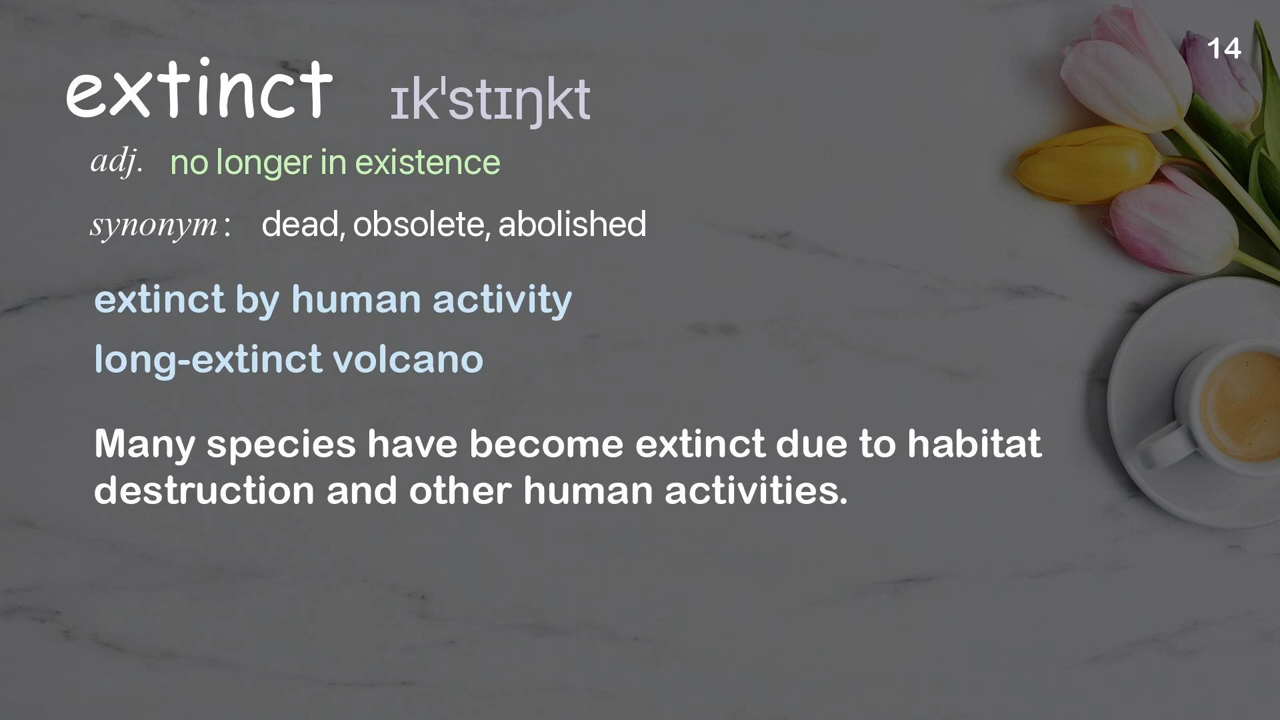 14
extinct ɪkˈstɪŋkt
adj. no longer in existence
synonym: dead, obsolete, abolished
extinct by human activity
long-extinct volcano
Many species have become extinct due to habitat
destruction and other human activities.